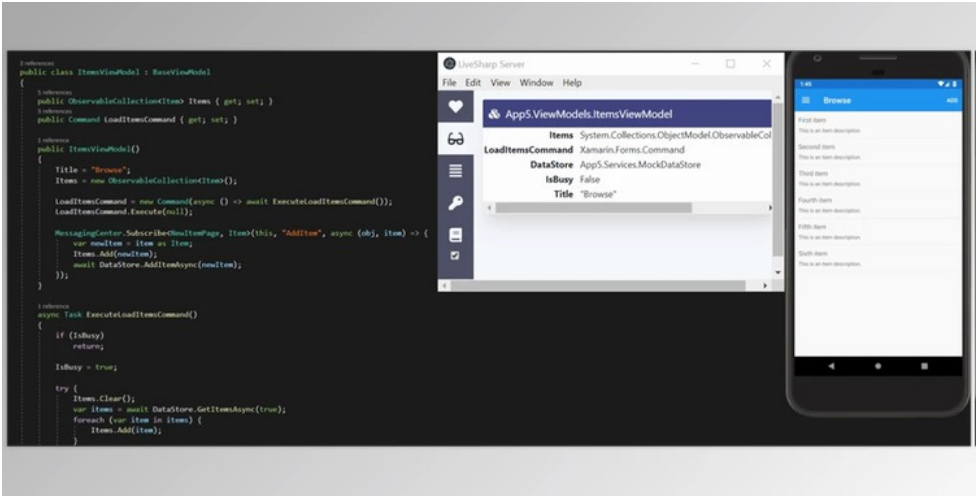 3 references
public class ItemsViewModel : BaseViewModel
{
5 references
public ObservableCollection<Item> Items { get; set; }
3 references
public Command LoadItemsCommand { get; set; }
1 reference
public ItemsViewModel()
{
Title = "Browse";
Items = new ObservableCollection<Item>();
LoadItemsCommand = new Command(async () => await ExecuteLoadItemsCommand());
LoadItemsCommand.Execute(null);
MessagingCenter.Subscribe<NewItemPage, Item>(this, "AddItem", async (obj, item) => {
var newItem = item as Item;
Items.Add(newItem);
await DataStore.AddItemAsync(newItem);
});
}
1 reference
async Task ExecuteLoadItemsCommand()
{
if (IsBusy)
return;
IsBusy = true;
try {
Items.Clear();
var items = await DataStore.GetItemsAsync(true);
foreach (var item in items) {
Items.Add(item);
}
LiveSharp Server
File Edit View Window Help
App5.ViewModels.ItemsViewModel
Items System.Collections.ObjectModel.ObservableCol
LoadItemsCommand Xamarin.Forms.Command
DataStore App5.Services.MockDataStore
IsBusy False
Title "Browse"
1:45
Browse ADD
First item
This is an item description.
Second item
This is an item description.
Third item
This is an item description.
Fourth item
This is an item description.
Fifth item
This is an item description.
Sixth item
This is an item description.